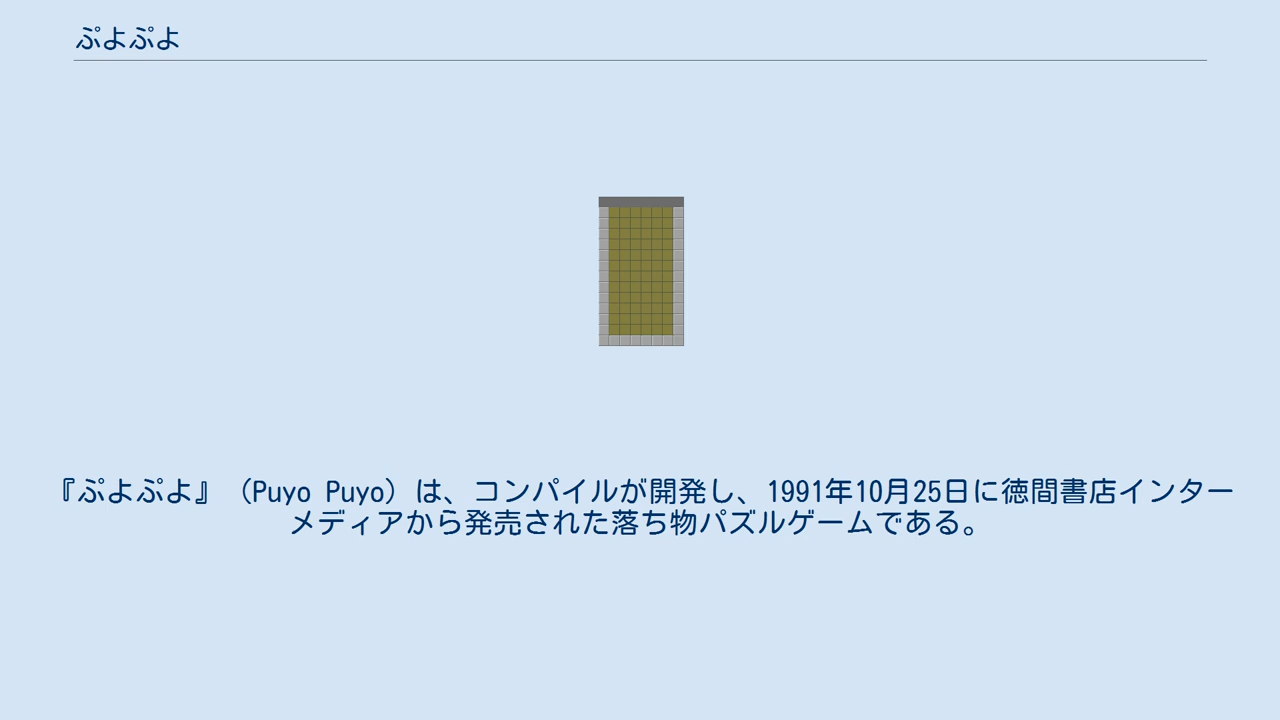 ぷよぷよ
『ぷよぷよ』（Puyo Puyo）は、コンパイルが開発し、1991年10月25日に徳間書店インター
メディアから発売された落ち物パズルゲームである。